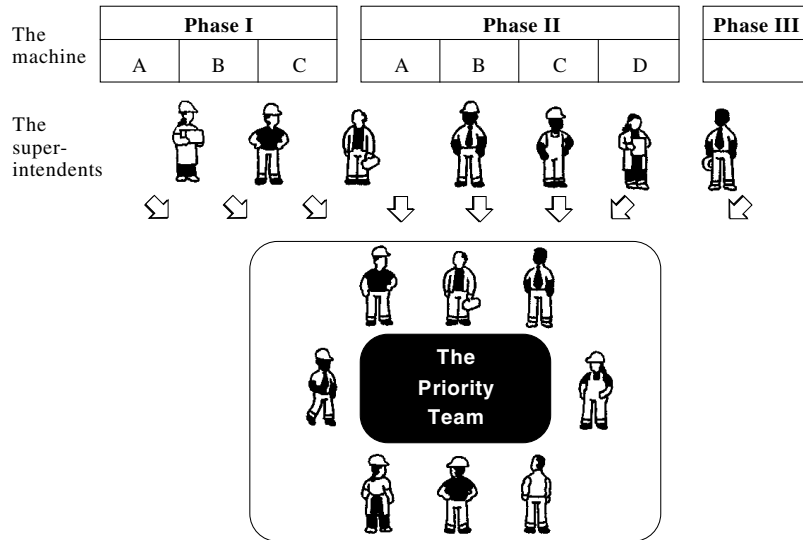 The
machine
Phase I
Phase II
Phase III
A B C
A B C D
The
super-
intendents
The
Priority
Team